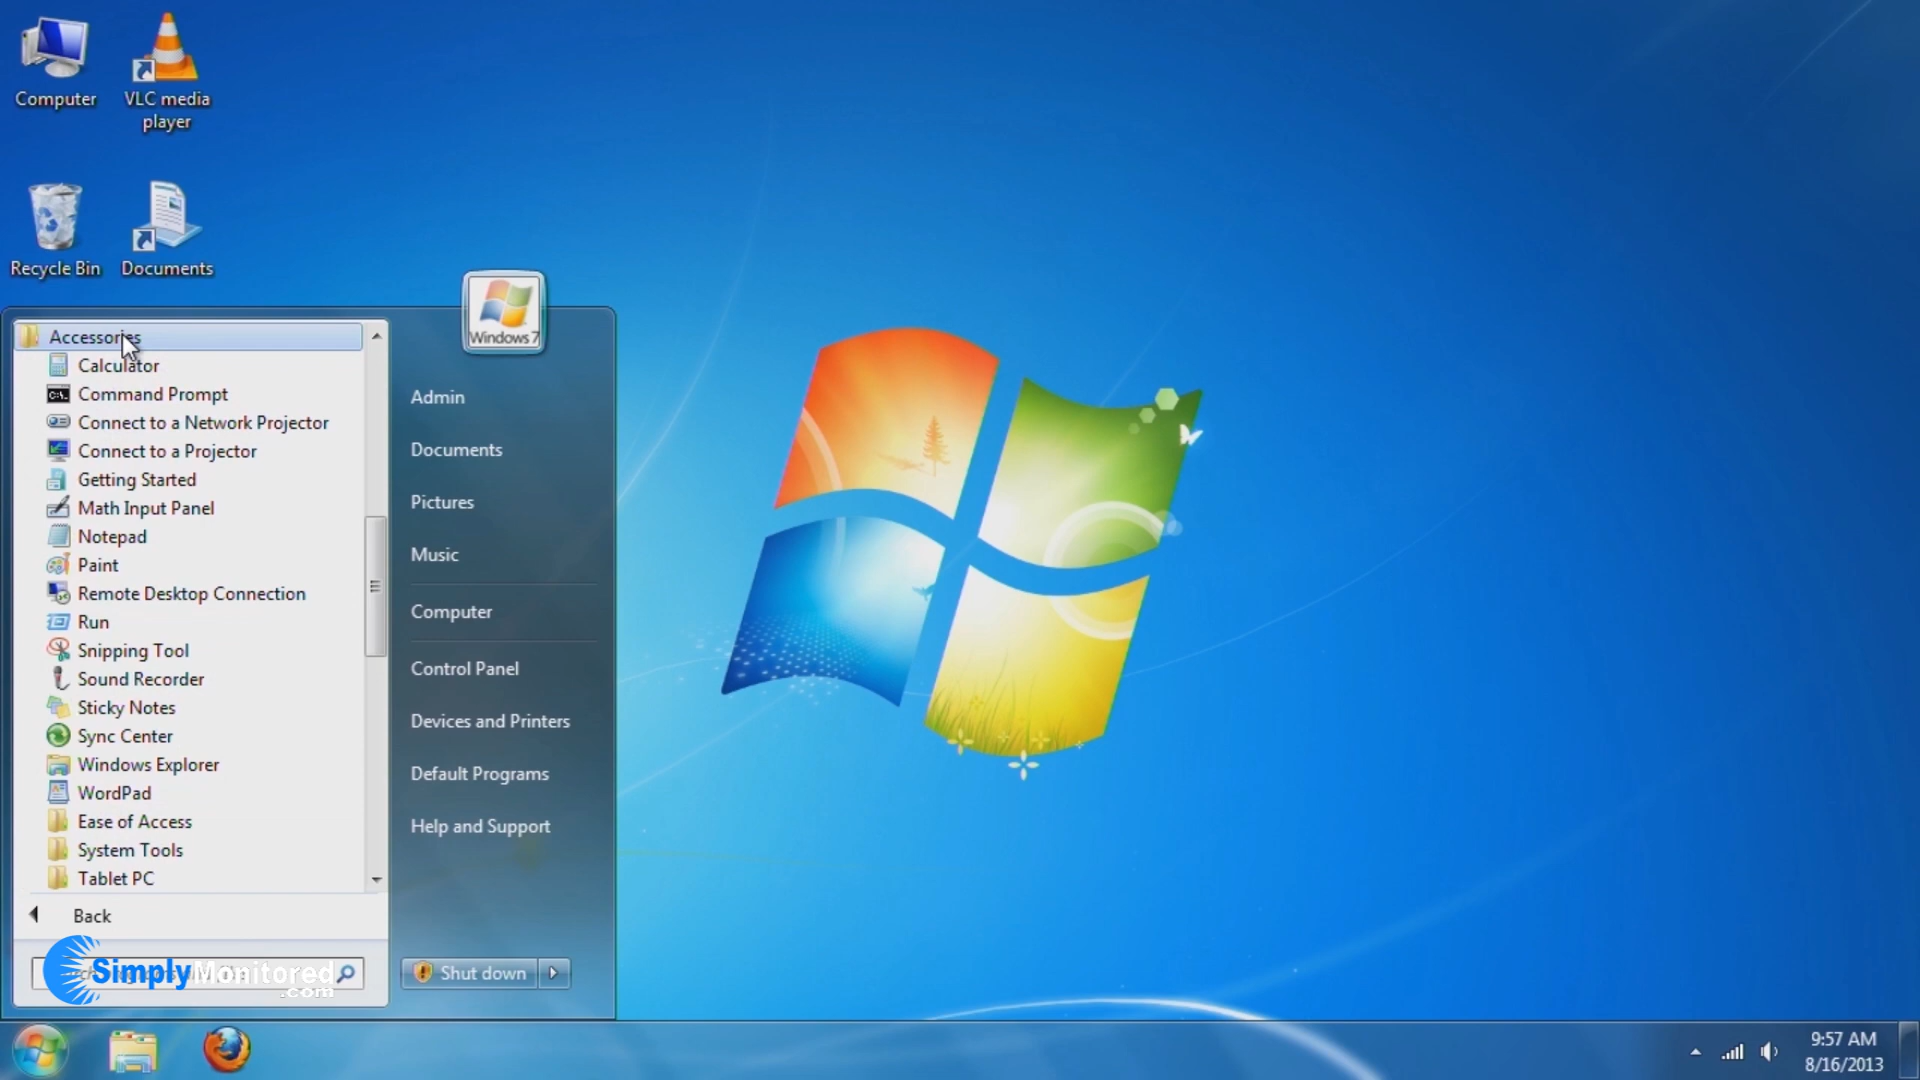 Computer
VLC media
player
Recycle Bin
Documents
Windows 7
Accessories
Calculator
Command Prompt
Connect to a Network Projector
Connect to a Projector
Getting Started
Math Input Panel
Notepad
Paint
Remote Desktop Connection
Run
Snipping Tool
Sound Recorder
Sticky Notes
Sync Center
Windows Explorer
WordPad
Ease of Access
System Tools
Tablet PC
Back
SimplyMonitored
.com
Admin
Documents
Pictures
Music
Computer
Control Panel
Devices and Printers
Default Programs
Help and Support
Shut down
9:57 AM
8/16/2013